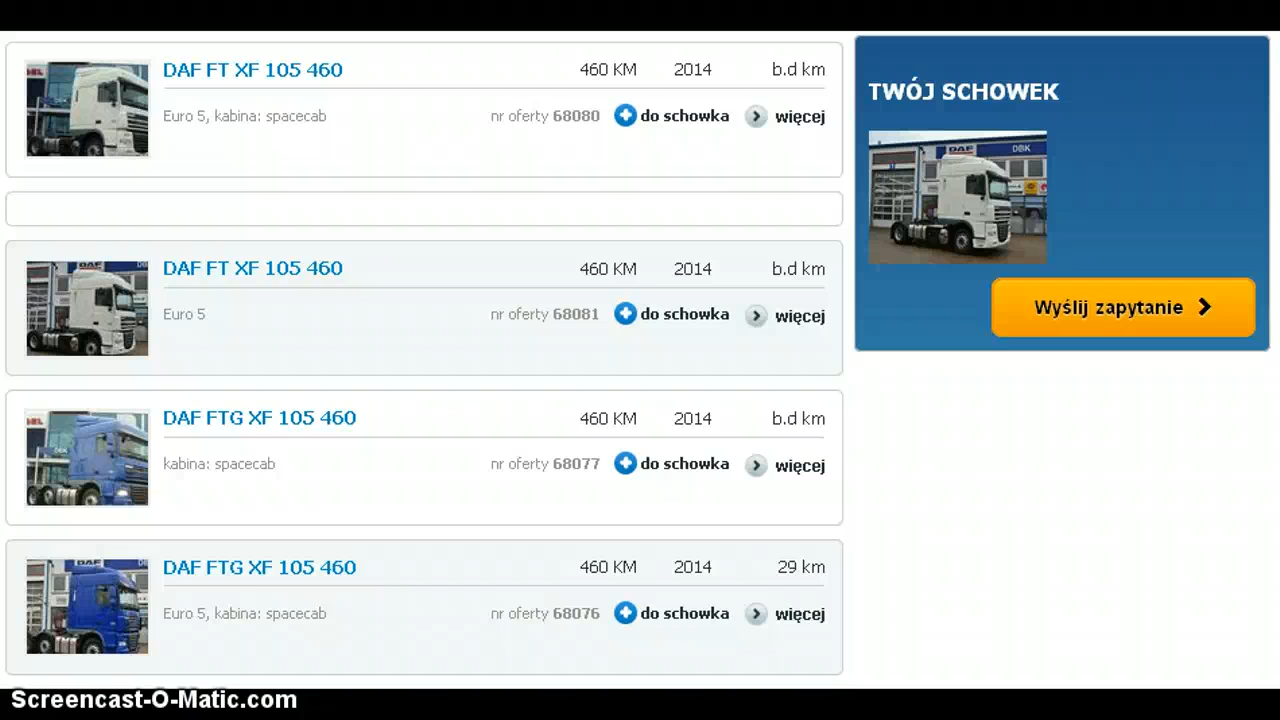 DAF FT XF 105 460 460 KM 2014 b.d km
Euro 5, kabina: spacecab nr oferty 68080 do schowka więcej
DAF FT XF 105 460 460 KM 2014 b.d km
Euro 5 nr oferty 68081 do schowka więcej
DAF FTG XF 105 460 460 KM 2014 b.d km
kabina: spacecab nr oferty 68077 do schowka więcej
DAF FTG XF 105 460 460 KM 2014 29 km
Euro 5, kabina: spacecab nr oferty 68076 do schowka więcej
TWÓJ SCHOWEK
DAF DBK
Wyślij zapytanie
Screencast-O-Matic.com